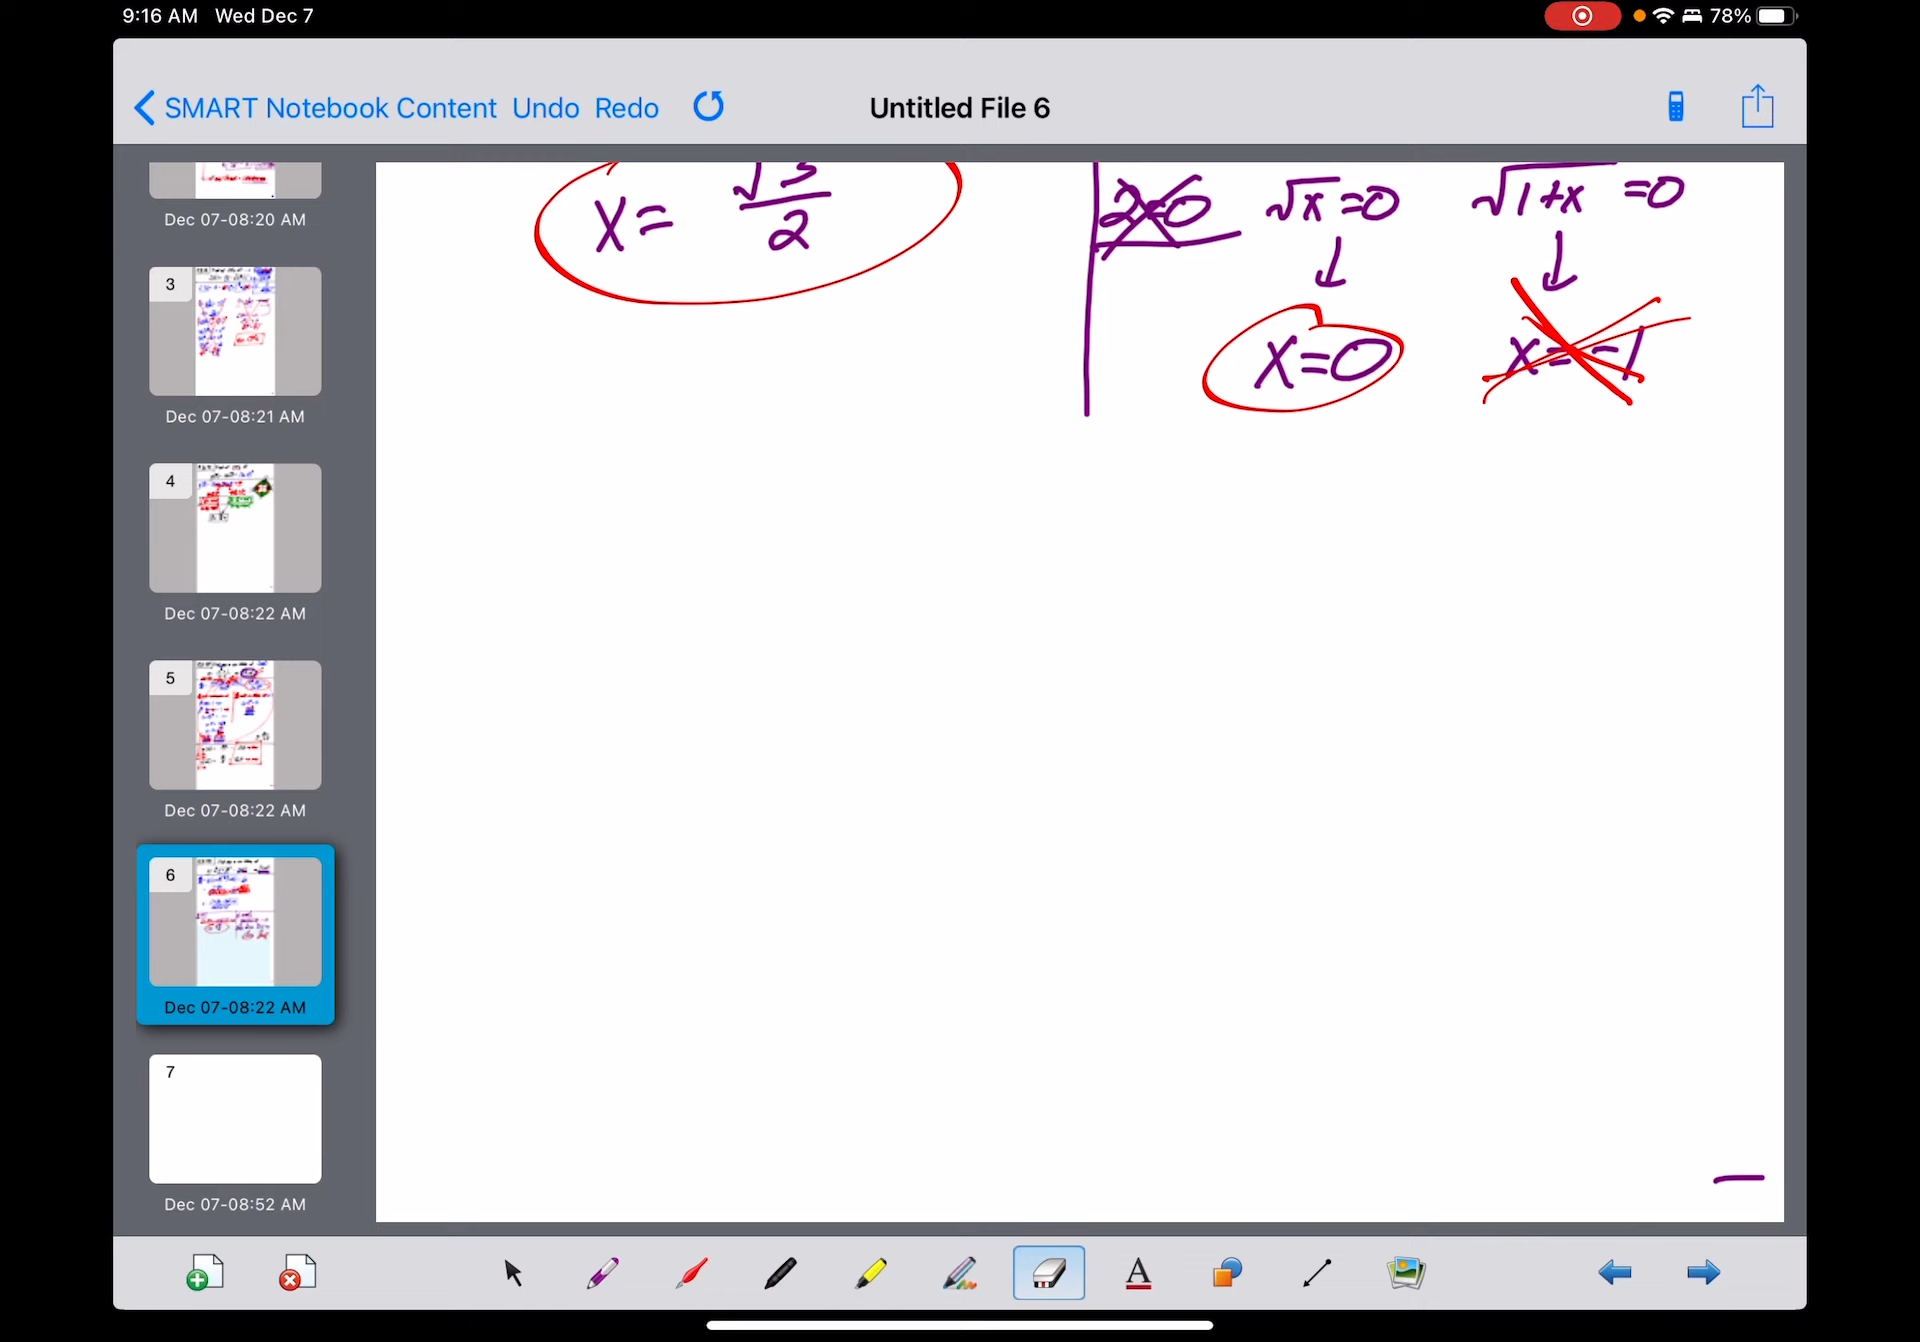 9:16 AM Wed Dec 7
78%
SMART Notebook Content Undo Redo
Untitled File 6
Dec 07-08:20 AM
3
Dec 07-08:21 AM
4
Dec 07-08:22 AM
5
Dec 07-08:22 AM
6
Dec 07-08:22 AM
7
Dec 07-08:52 AM
x= √3/2
2=0 √x=0 √1+x =0
x=0 x=-1
A